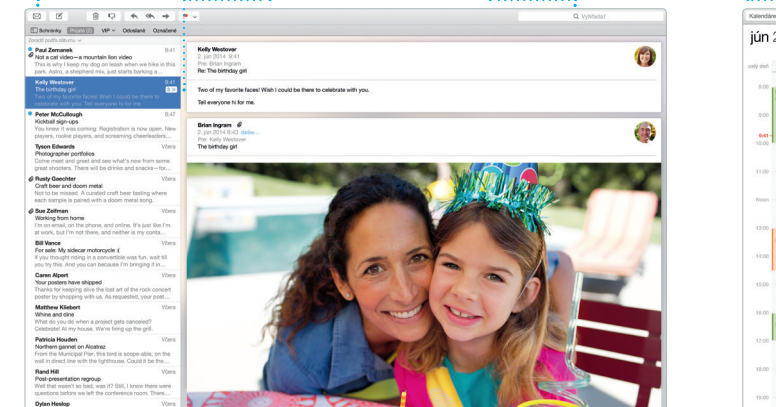 Vyhľadať
Schránky Private (2) VIP Odoslané Označené
Zoradiť podľa dátumu
Paul Zemanek 9:41
Not a cat video—a mountain lion video
This is why I keep my dog on leash when we hike in this
park. Astro, a shepherd mix, just starts barking a...
Kelly Westover 9:41
The birthday girl 2
Two of my favorite faces! Wish I could be there to
celebrate with you. Tell everyone hi for me.
Peter McCullough 8:47
Kickball sign-ups
You knew it was coming: Registration is now open. New
players, rookie players, and screaming cheerleaders...
Tyson Edwards Včera
Photographer portfolios
Come meet and greet and see what's new from some
great shooters. There will be drinks and snacks—for...
Rusty Gaechter Včera
Craft beer and doom metal
Not to be missed. A curated craft beer tasting where
each sample is paired with a doom metal song.
Sue Zeifman Včera
Working from home
I'm on email, on the phone, and online. It's just like I'm
at work, but I'm not there, and neither is my conta...
Bill Vance Včera
For sale: My sidecar motorcycle :(
If you thought riding in a convertible was fun, wait till
you try this. And you can because I'm bringing it in...
Caren Alpert Včera
Your posters have shipped
Thanks for keeping alive the lost art of the rock concert
poster by shopping with us. As requested, your post...
Matthew Kliebert Včera
Whine and dine
What do you do when a project gets canceled?
Celebrate! At my house. We're firing up the grill.
Patricia Houden Včera
Northern gannet on Alcatraz
From the Municipal Pier, this bird is scope-able, on the
wall in direct line with the lighthouse. Could it be the...
Rand Hill Včera
Post-presentation regroup
Well that wasn't so bad, was it? Still, I knew there were
questions before we left the conference room. There...
Dylan Heslop Včera
Kelly Westover
2. jún 2014 9:41
Pre: Brian Ingram
Re: The birthday girl
Two of my favorite faces! Wish I could be there to celebrate with you.
Tell everyone hi for me.
Brian Ingram
2. jún 2014 8:43
Pre: Kelly Westover
The birthday girl
Kalendáre
jún 2
celý deň
8:00
9:00
9:41
10:00
11:00
Noon
13:00
14:00
15:00
16:00
17:00
18:00
19:00